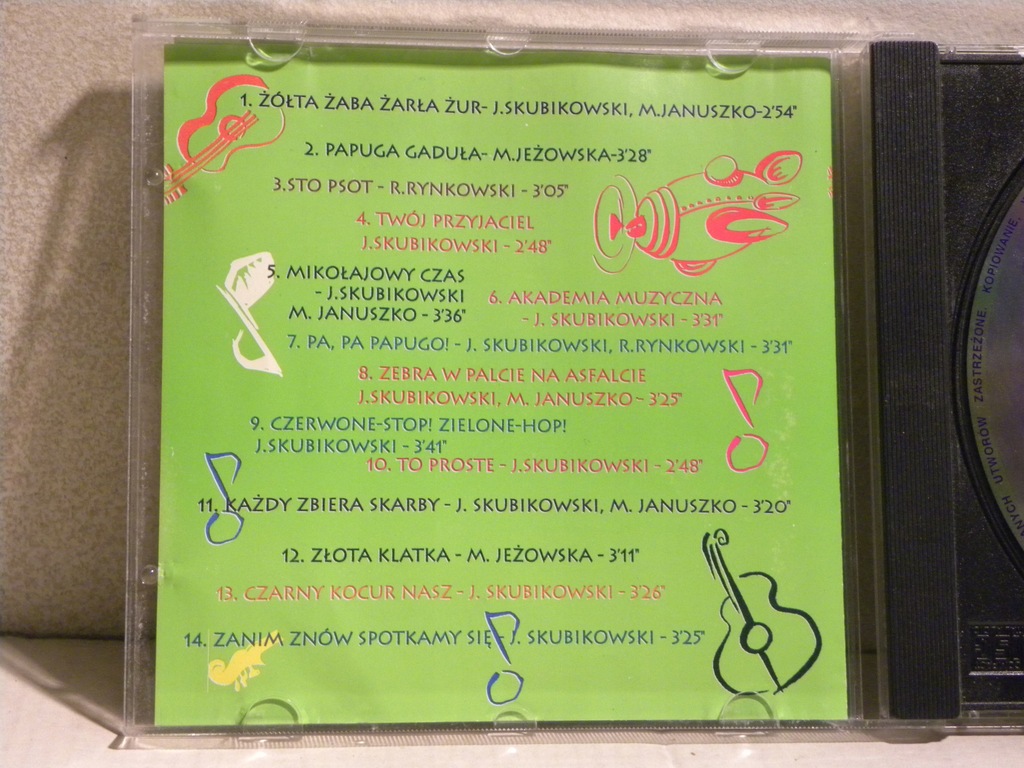 1. ŻÓŁTA ŻABA ŻARŁA ŻUR- J.SKUBIKOWSKI, M.JANUSZKO-2'54"
2. PAPUGA GADUŁA- M.JEŻOWSKA-3'28"
3.STO PSOT - R.RYNKOWSKI - 3'05"
4. TWÓJ PRZYJACIEL
J.SKUBIKOWSKI - 2'48"
5. MIKOŁAJOWY CZAS
- J.SKUBIKOWSKI
M. JANUSZKO - 3'36"
6. AKADEMIA MUZYCZNA
- J. SKUBIKOWSKI - 3'31"
7. PA, PA PAPUGO! - J. SKUBIKOWSKI, R.RYNKOWSKI - 3'31"
8. ZEBRA W PALCIE NA ASFALCIE
J.SKUBIKOWSKI, M. JANUSZKO - 3'25"
9. CZERWONE-STOP! ZIELONE-HOP!
J.SKUBIKOWSKI - 3'41"
10. TO PROSTE - J.SKUBIKOWSKI - 2'48"
11. KAŻDY ZBIERA SKARBY - J. SKUBIKOWSKI, M. JANUSZKO - 3'20"
12. ZŁOTA KLATKA - M. JEŻOWSKA - 3'11"
13. CZARNY KOCUR NASZ - J. SKUBIKOWSKI - 3'26"
14. ZANIM ZNÓW SPOTKAMY SIĘ - J. SKUBIKOWSKI - 3'25"
UTWORÓW ZASTRZEŻONE. KOPIOWANIE,